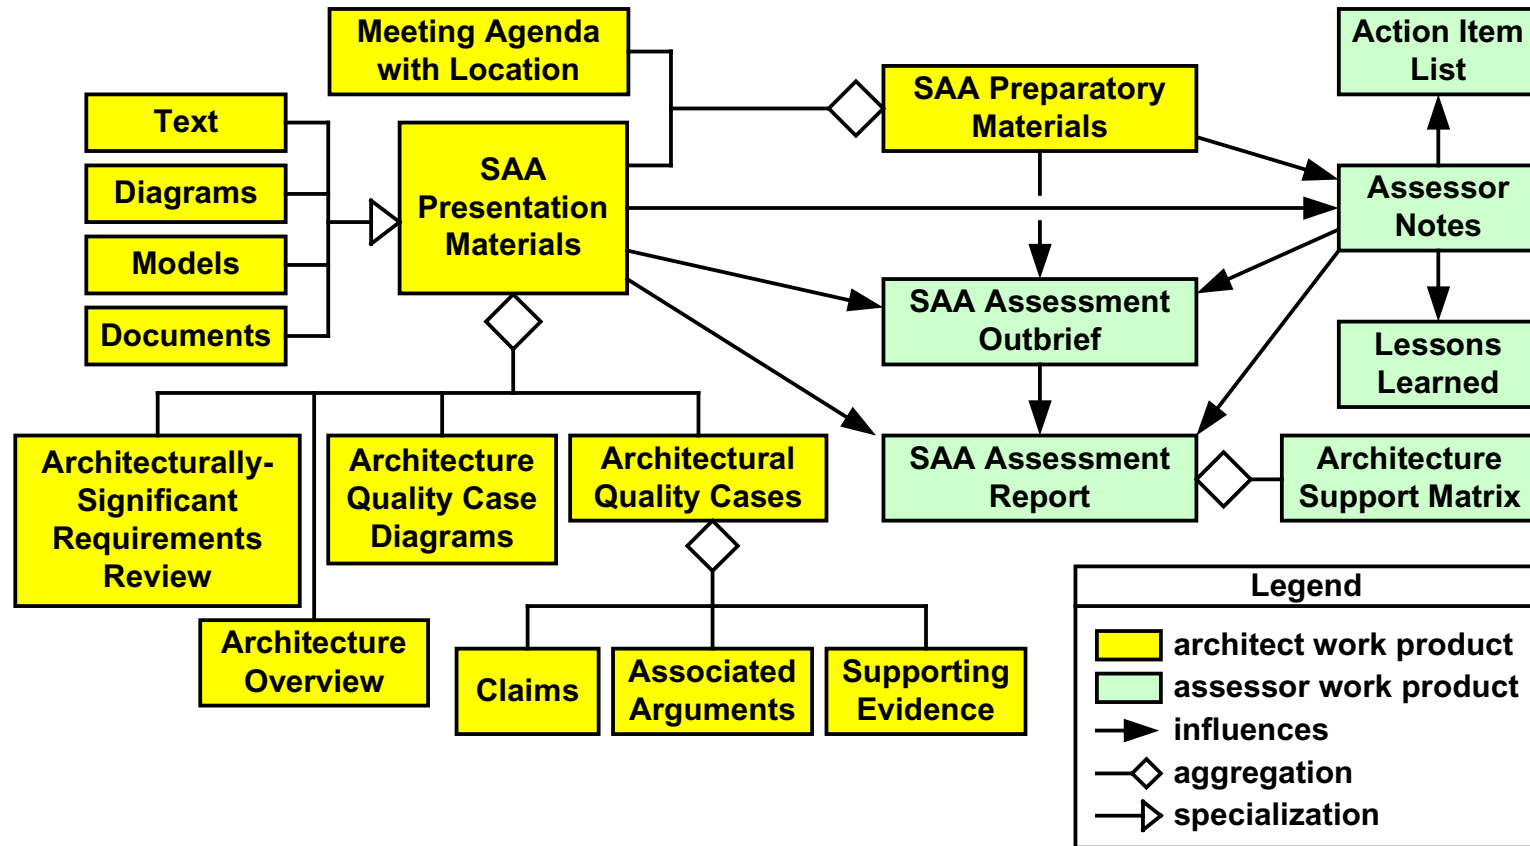 Meeting Agenda
with Location
Action Item
List
SAA Preparatory
Materials
Text
Diagrams
Models
Documents
SAA
Presentation
Materials
Assessor
Notes
SAA Assessment
Outbrief
Lessons
Learned
Architecturally-
Significant
Requirements
Review
Architecture
Quality Case
Diagrams
Architectural
Quality Cases
SAA Assessment
Report
Architecture
Support Matrix
Architecture
Overview
Claims
Associated
Arguments
Supporting
Evidence
Legend
architect work product
assessor work product
influences
aggregation
specialization